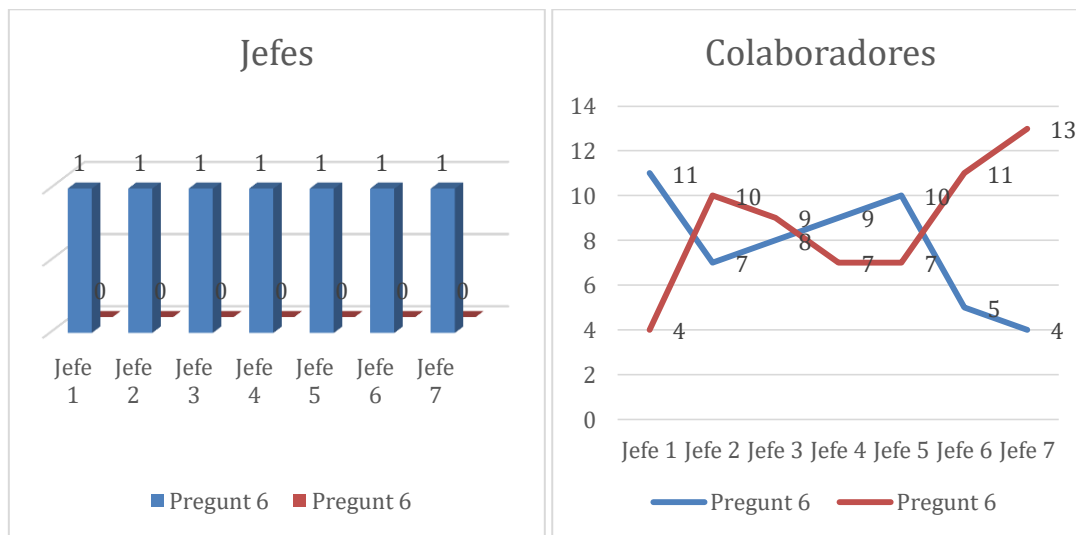 Jefes
1 1 1 1 1 1 1
0 0 0 0 0 0 0
Jefe 1 Jefe 2 Jefe 3 Jefe 4 Jefe 5 Jefe 6 Jefe 7
Pregunt 6 Pregunt 6
Colaboradores
14
12
10
8
6
4
2
0
11 7 8 9 10 5 4
4 10 9 7 7 11 13
Jefe 1 Jefe 2 Jefe 3 Jefe 4 Jefe 5 Jefe 6 Jefe 7
Pregunt 6 Pregunt 6